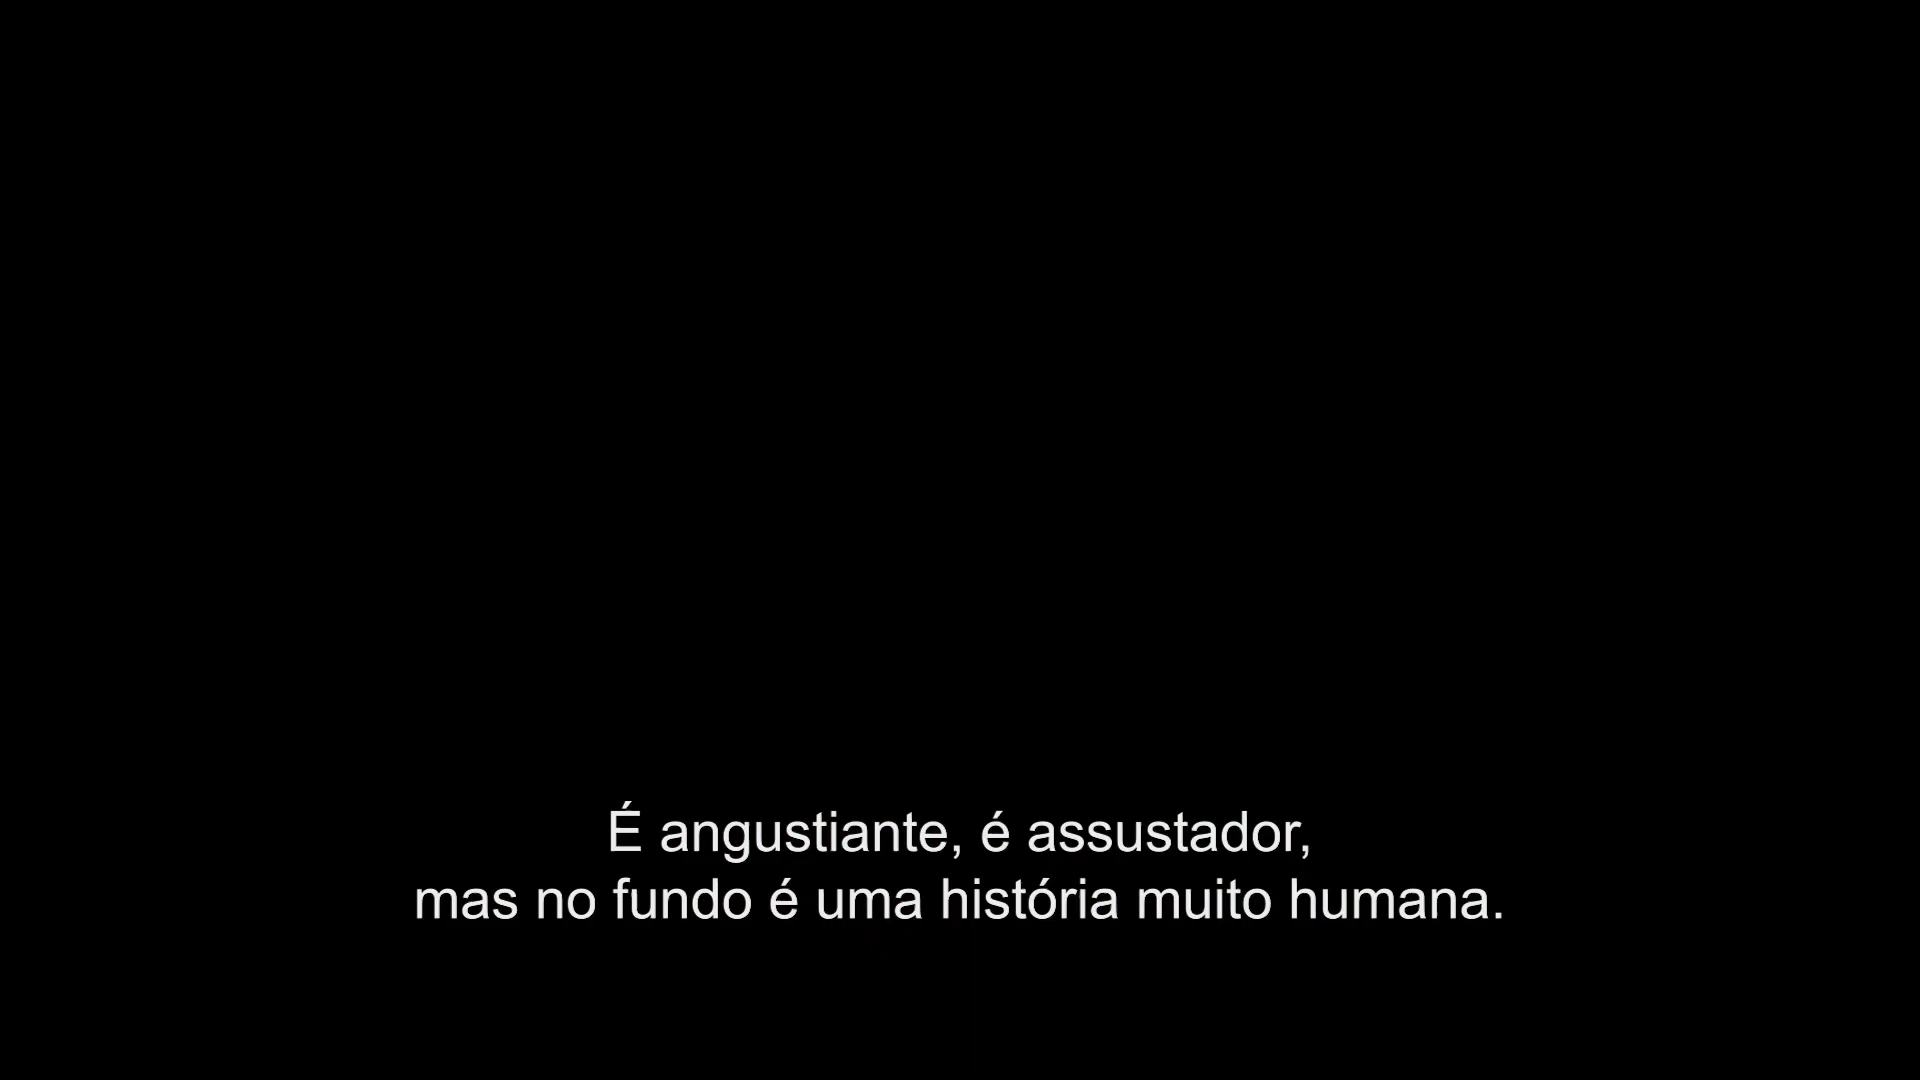 É angustiante, é assustador,
mas no fundo é uma história muito humana.